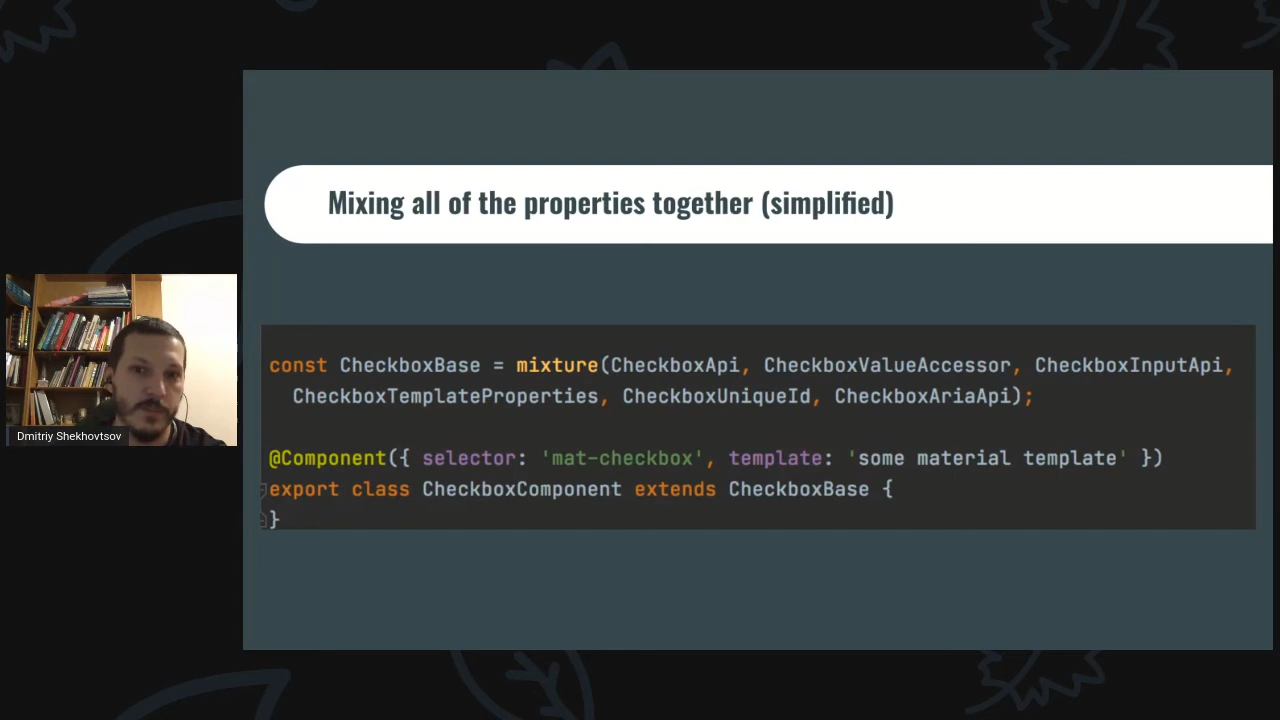 Mixing all of the properties together (simplified)
const CheckboxBase = mixture(CheckboxApi, CheckboxValueAccessor, CheckboxInputApi,
CheckboxTemplateProperties, CheckboxUniqueId, CheckboxAriaApi);
@Component({ selector: 'mat-checkbox', template: 'some material template' })
export class CheckboxComponent extends CheckboxBase {
}
Dmitriy Shekhovtsov